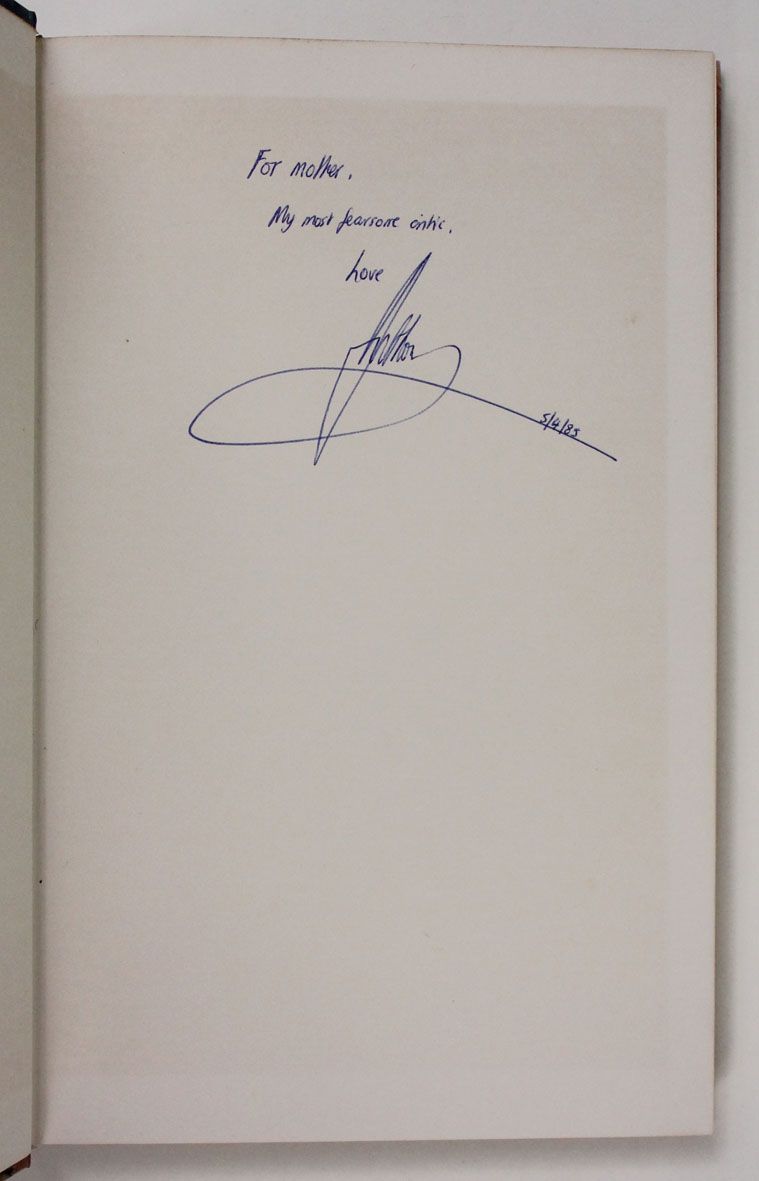 For mother,
My most fearsome critic.
Love
5/4/85